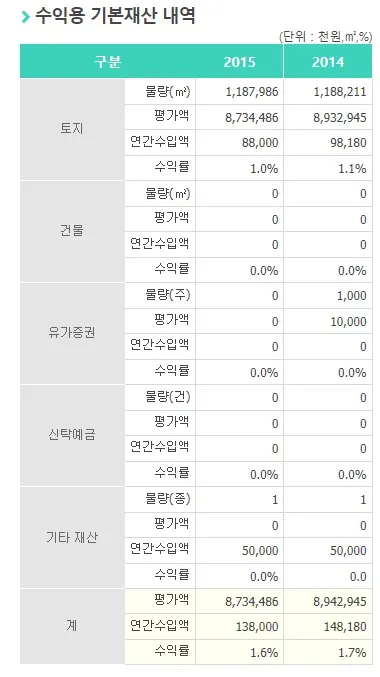 수익용 기본재산 내역
(단위 : 천원,㎡,%)
구분 2015 2014
토지 물량(㎡) 1,187,986 1,188,211
평가액 8,734,486 8,932,945
연간수입액 88,000 98,180
수익률 1.0% 1.1%
건물 물량(㎡) 0 0
평가액 0 0
연간수입액 0 0
수익률 0.0% 0.0%
유가증권 물량(주) 0 1,000
평가액 0 10,000
연간수입액 0 0
수익률 0.0% 0.0%
신탁예금 물량(건) 0 0
평가액 0 0
연간수입액 0 0
수익률 0.0% 0.0%
기타 재산 물량(종) 1 1
평가액 0 0
연간수입액 50,000 50,000
수익률 0.0% 0.0
계 평가액 8,734,486 8,942,945
연간수입액 138,000 148,180
수익률 1.6% 1.7%